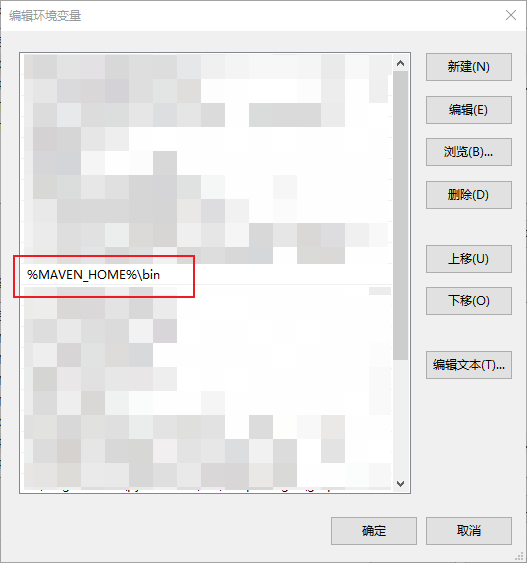 编辑环境变量
新建(N)
编辑(E)
浏览(B)...
删除(D)
%MAVEN_HOME%\bin
上移(U)
下移(O)
编辑文本(T)...
确定
取消